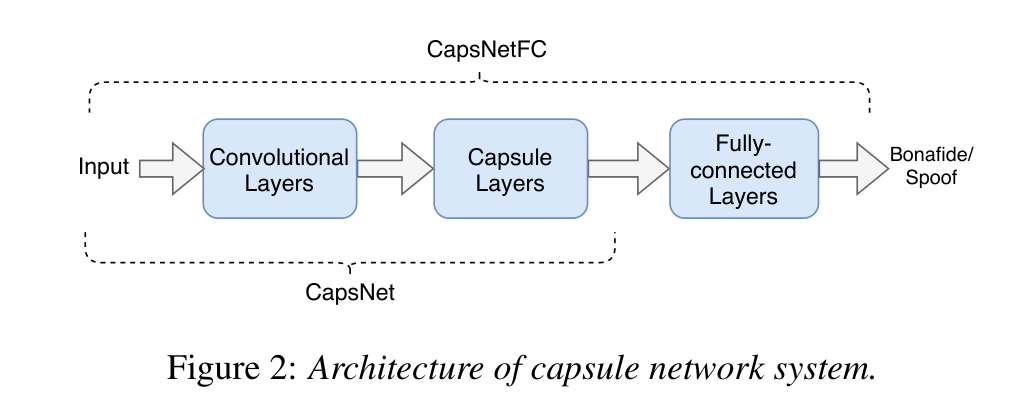 CapsNetFC
Input
Convolutional
Layers
Capsule
Layers
Fully-
connected
Layers
Bonafide/
Spoof
CapsNet
Figure 2: Architecture of capsule network system.